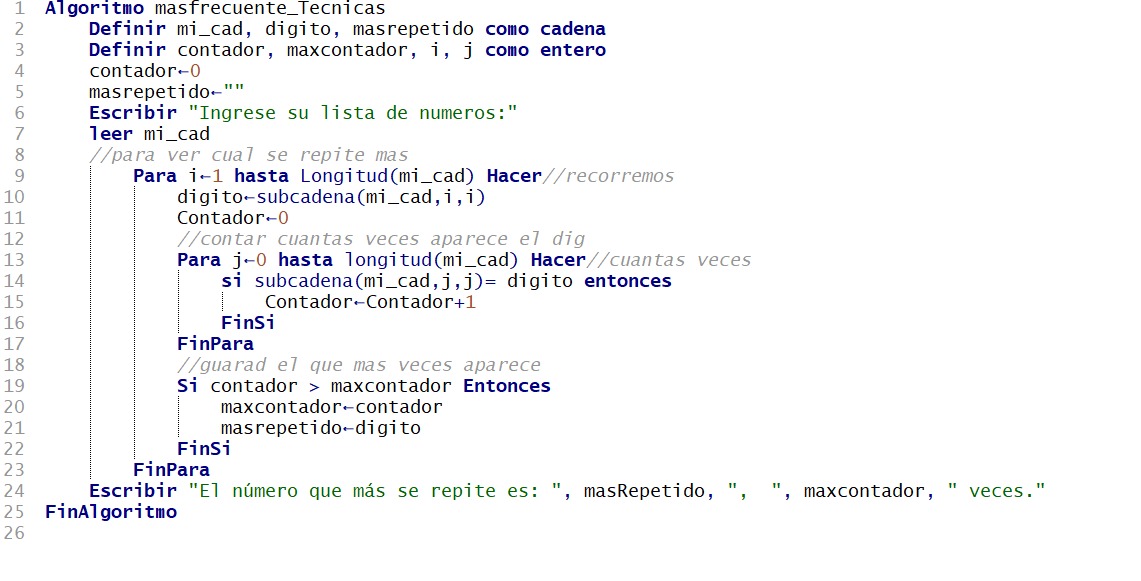 1 Algoritmo masfrecuente_Tecnicas
2 Definir mi_cad, digito, masrepetido como cadena
3 Definir contador, maxcontador, i, j como entero
4 contador←0
5 masrepetido←""
6 Escribir "Ingrese su lista de numeros:"
7 leer mi_cad
8 //para ver cual se repite mas
9 Para i←1 hasta Longitud(mi_cad) Hacer//recorremos
10 digito←subcadena(mi_cad,i,i)
11 Contador←0
12 //contar cuantas veces aparece el dig
13 Para j←0 hasta longitud(mi_cad) Hacer//cuantas veces
14 si subcadena(mi_cad,j,j)= digito entonces
15 Contador←Contador+1
16 FinSi
17 FinPara
18 //guarad el que mas veces aparece
19 Si contador > maxcontador Entonces
20 maxcontador←contador
21 masrepetido←digito
22 FinSi
23 FinPara
24 Escribir "El número que más se repite es: ", masRepetido, ",  ", maxcontador, " veces."
25 FinAlgoritmo
26